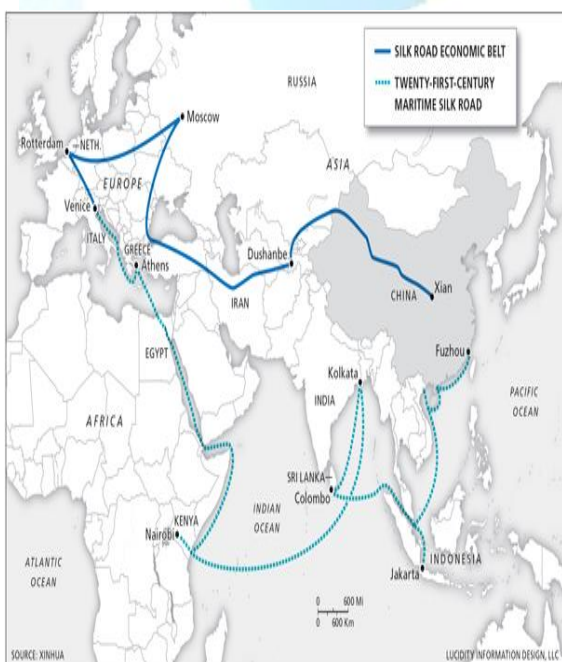 SILK ROAD ECONOMIC BELT
TWENTY-FIRST-CENTURY
MARITIME SILK ROAD
RUSSIA
Moscow
Rotterdam
NETH.
ASIA
EUROPE
Venice
ITALY
GREECE
Athens
Dushanbe
IRAN
CHINA
Xian
EGYPT
Fuzhou
Kolkata
INDIA
PACIFIC
OCEAN
AFRICA
SRI LANKA
Colombo
INDIAN
OCEAN
KENYA
Nairobi
INDONESIA
Jakarta
ATLANTIC
OCEAN
0 600 Mi
0 600 Km
SOURCE: XINHUA
LUCIDITY INFORMATION DESIGN, LLC